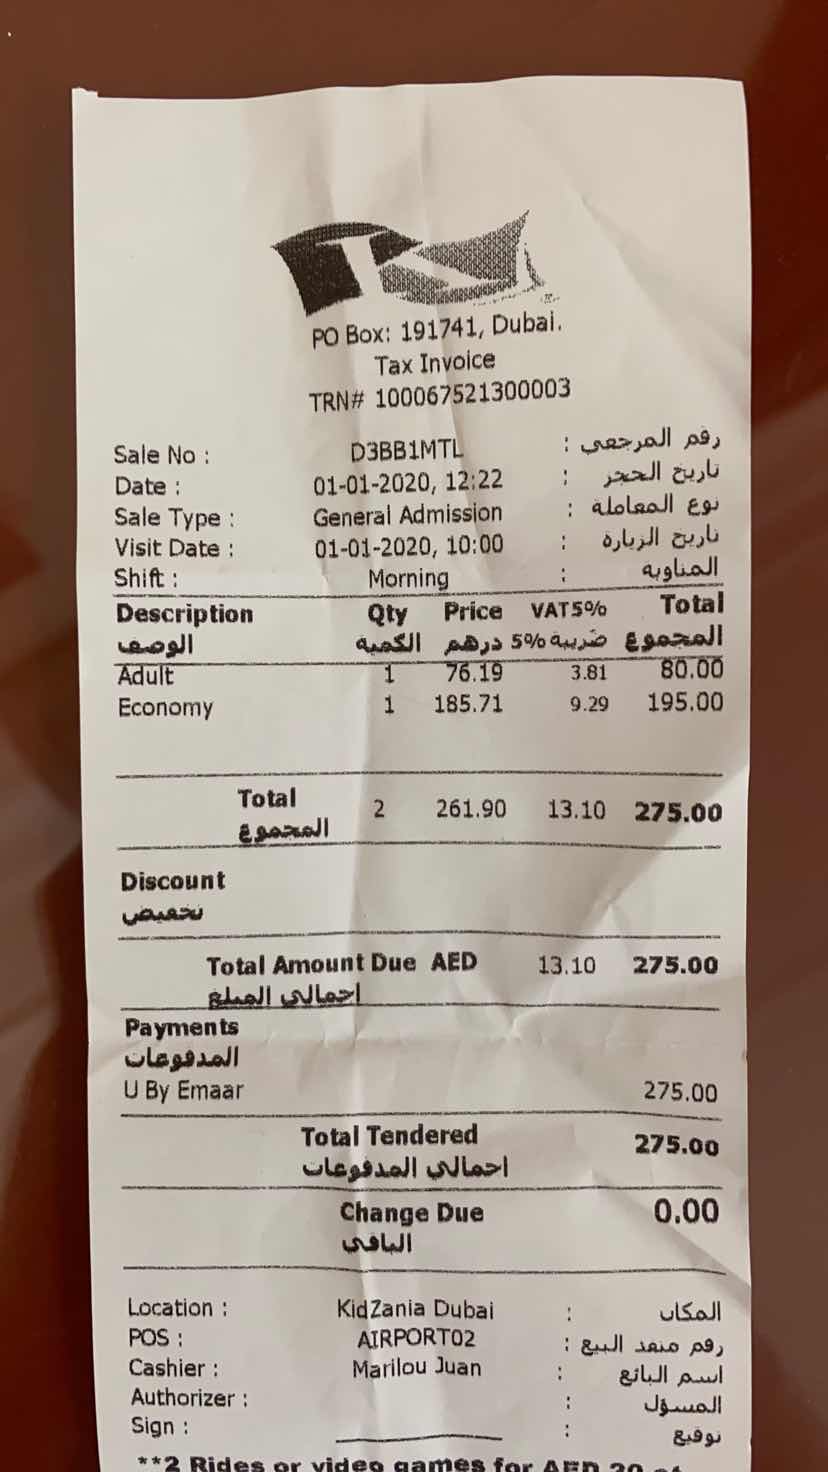 K
PO Box: 191741, Dubai.
Tax Invoice
TRN# 100067521300003
Sale No : D3BB1MTL : رقم المرجعي
Date : 01-01-2020, 12:22 : تاريخ الحجز
Sale Type : General Admission : نوع المعاملة
Visit Date : 01-01-2020, 10:00 : تاريخ الزيارة
Shift : Morning : المناوبة
Description Qty Price VAT5% Total
الوصف الكمية درهم ضريبة 5% المجموع
Adult 1 76.19 3.81 80.00
Economy 1 185.71 9.29 195.00
Total 2 261.90 13.10 275.00
المجموع
Discount
تخفيض
Total Amount Due AED 13.10 275.00
اجمالي المبلغ
Payments
المدفوعات
U By Emaar 275.00
Total Tendered 275.00
اجمالي المدفوعات
Change Due 0.00
الباقي
Location : KidZania Dubai : المكان
POS : AIRPORT02 : رقم منفذ البيع
Cashier : Marilou Juan : اسم البائع
Authorizer : : المسؤل
Sign : : توقيع
**2 Rides or video games for AED 20